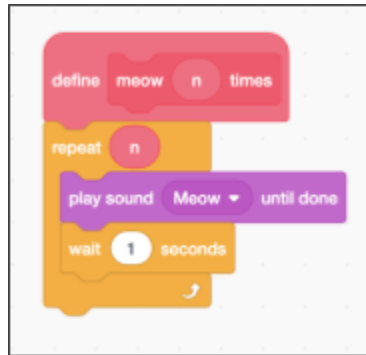 define meow n times
repeat n
play sound Meow until done
wait 1 seconds